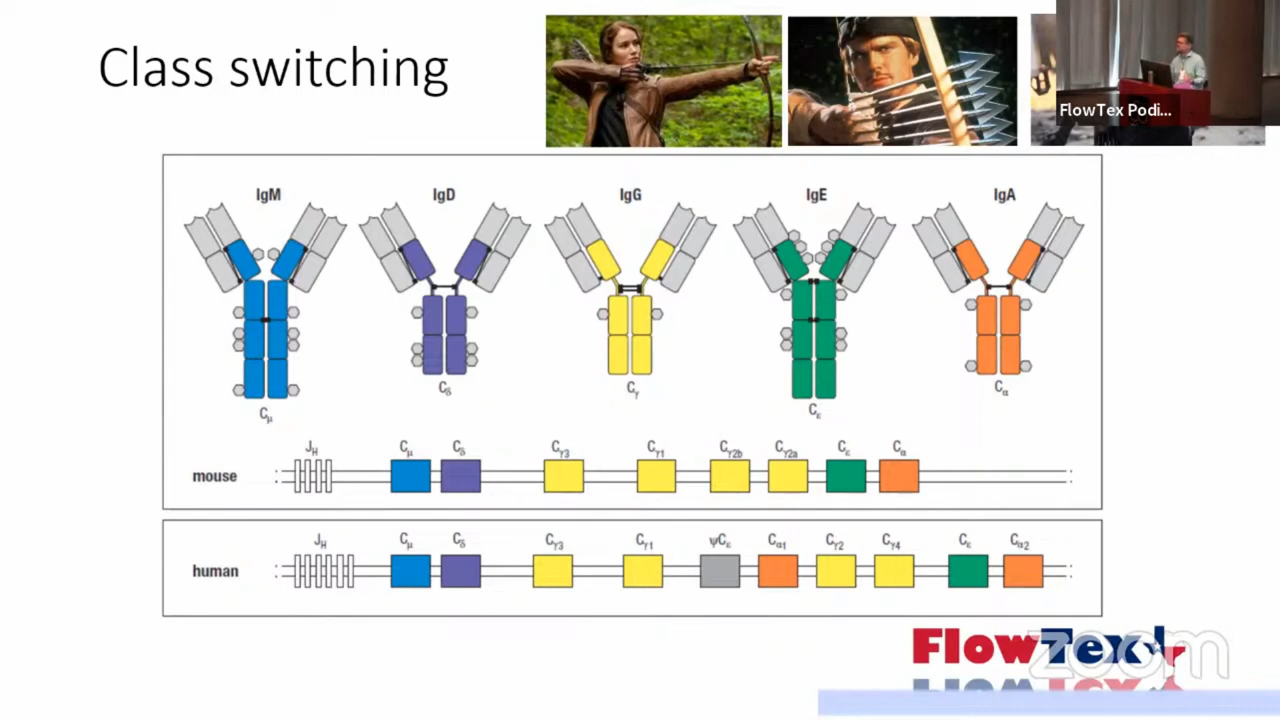 Class switching
FlowTex Podi...
IgM IgD IgG IgE IgA
Cμ Cδ Cγ Cε Cα
JH Cμ Cδ Cγ3 Cγ1 Cγ2b Cγ2a Cε Cα
mouse
JH Cμ Cδ Cγ3 Cγ1 ψCε Cα1 Cγ2 Cγ4 Cε Cα2
human
FlowTex
zoom